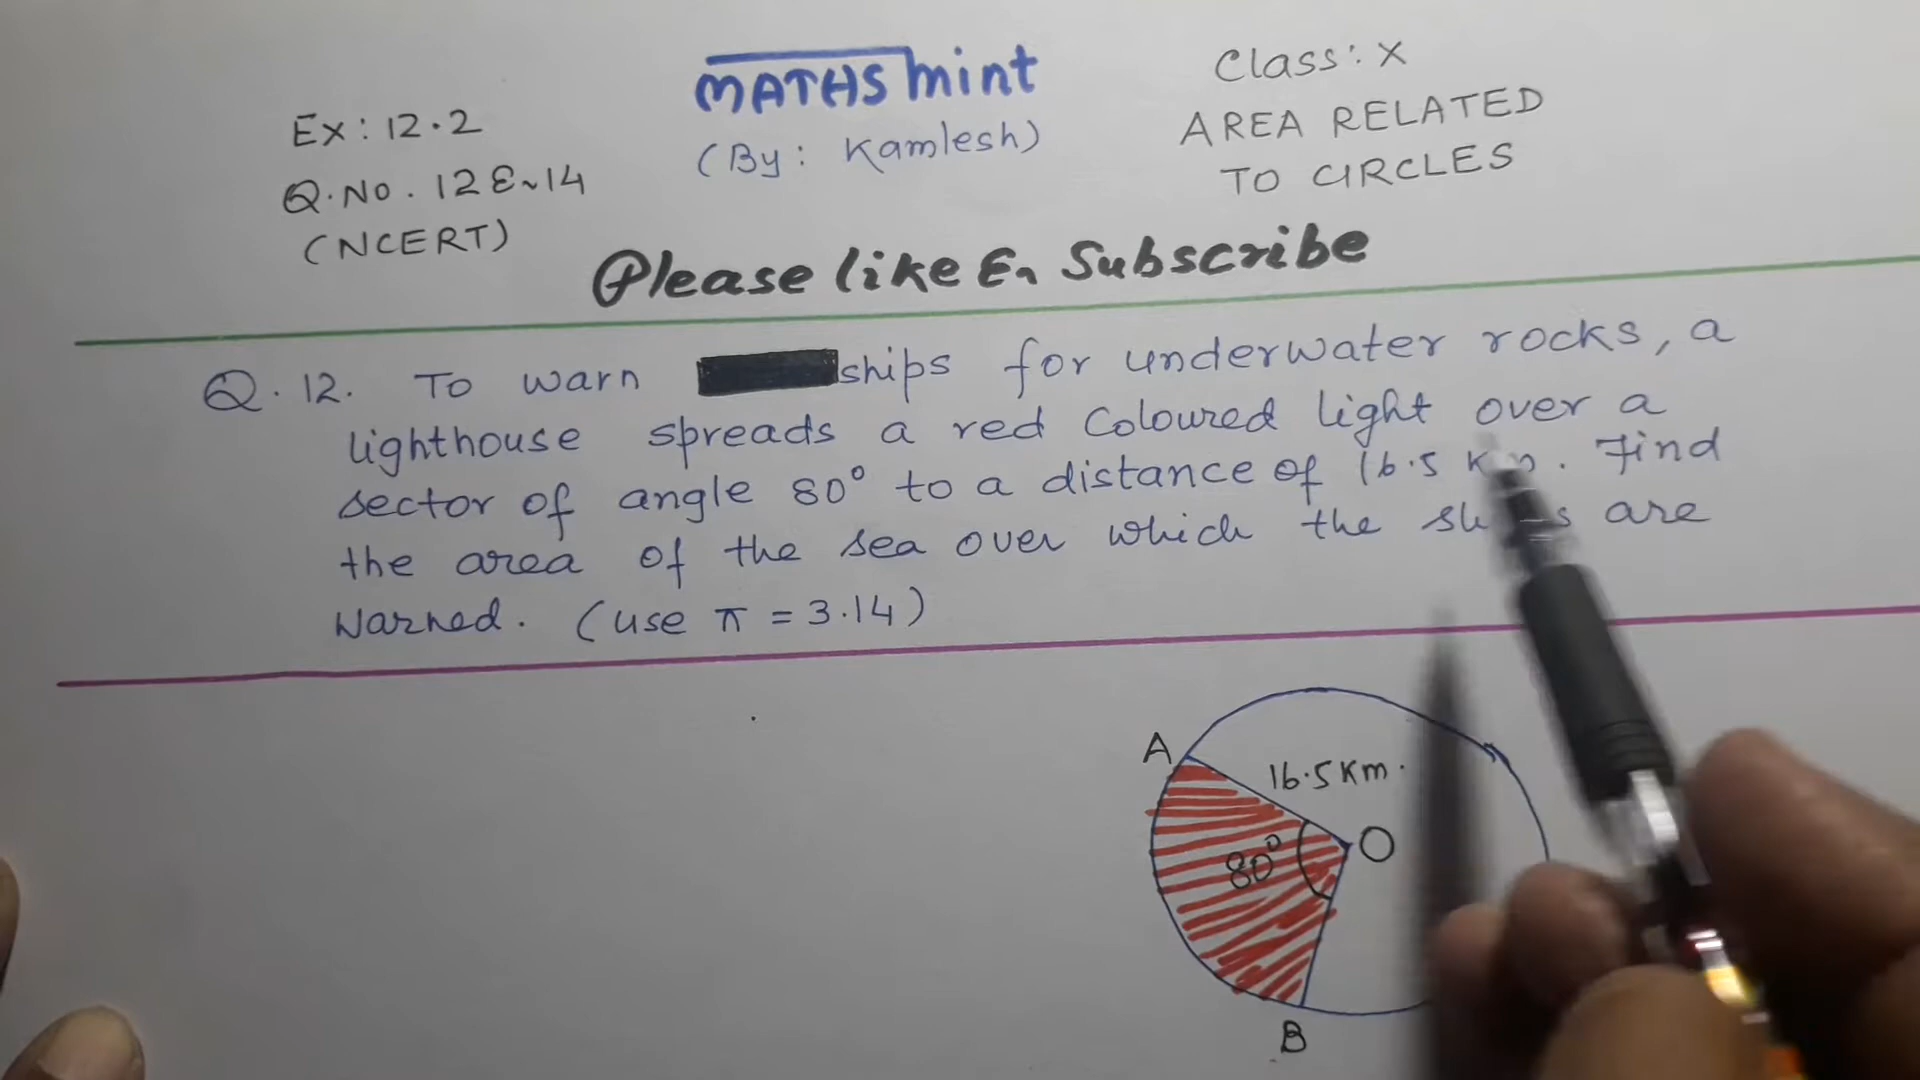 MATHS mint
(By: Kamlesh)
Ex: 12.2
Q.No. 12 & 14
(NCERT)
Class: X
AREA RELATED
TO CIRCLES
Please like & Subscribe
Q.12. To warn ships for underwater rocks, a
lighthouse spreads a red coloured light over a
sector of angle 80° to a distance of 16.5 . Find
the area of the sea over which the are
warned. (use π = 3.14)
A
16.5 Km.
80°
O
B